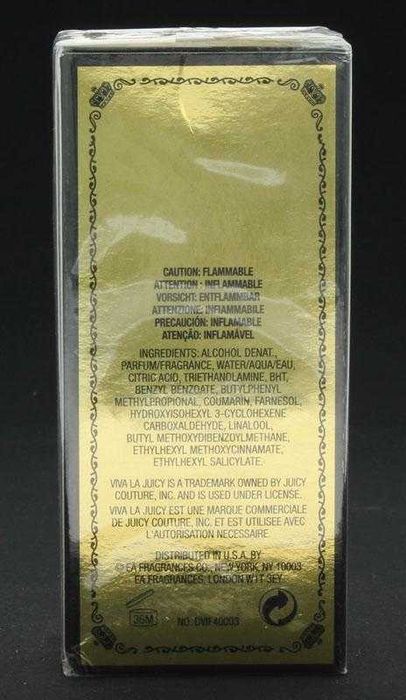 CAUTION: FLAMMABLE
ATTENTION : INFLAMMABLE
VORSICHT: ENTFLAMMBAR
ATTENZIONE: INFIAMMABILE
PRECAUCIÓN: INFLAMABLE
ATENÇÃO: INFLAMÁVEL
INGREDIENTS: ALCOHOL DENAT.,
PARFUM/FRAGRANCE, WATER/AQUA/EAU,
CITRIC ACID, TRIETHANOLAMINE, BHT,
BENZYL BENZOATE, BUTYLPHENYL
METHYLPROPIONAL, COUMARIN, FARNESOL,
HYDROXYISOHEXYL 3-CYCLOHEXENE
CARBOXALDEHYDE, LINALOOL,
BUTYL METHOXYDIBENZOYLMETHANE,
ETHYLHEXYL METHOXYCINNAMATE,
ETHYLHEXYL SALICYLATE.
VIVA LA JUICY IS A TRADEMARK OWNED BY JUICY
COUTURE, INC. AND IS USED UNDER LICENSE.
VIVA LA JUICY EST UNE MARQUE COMMERCIALE
DE JUICY COUTURE, INC. ET EST UTILISEE AVEC
L'AUTORISATION NECESSAIRE
DISTRIBUTED IN U.S.A. BY
© EA FRAGRANCES CO., NEW YORK, NY 10003
EA FRAGRANCES, LONDON W1T 3EY
36M
NO. DVIF40003